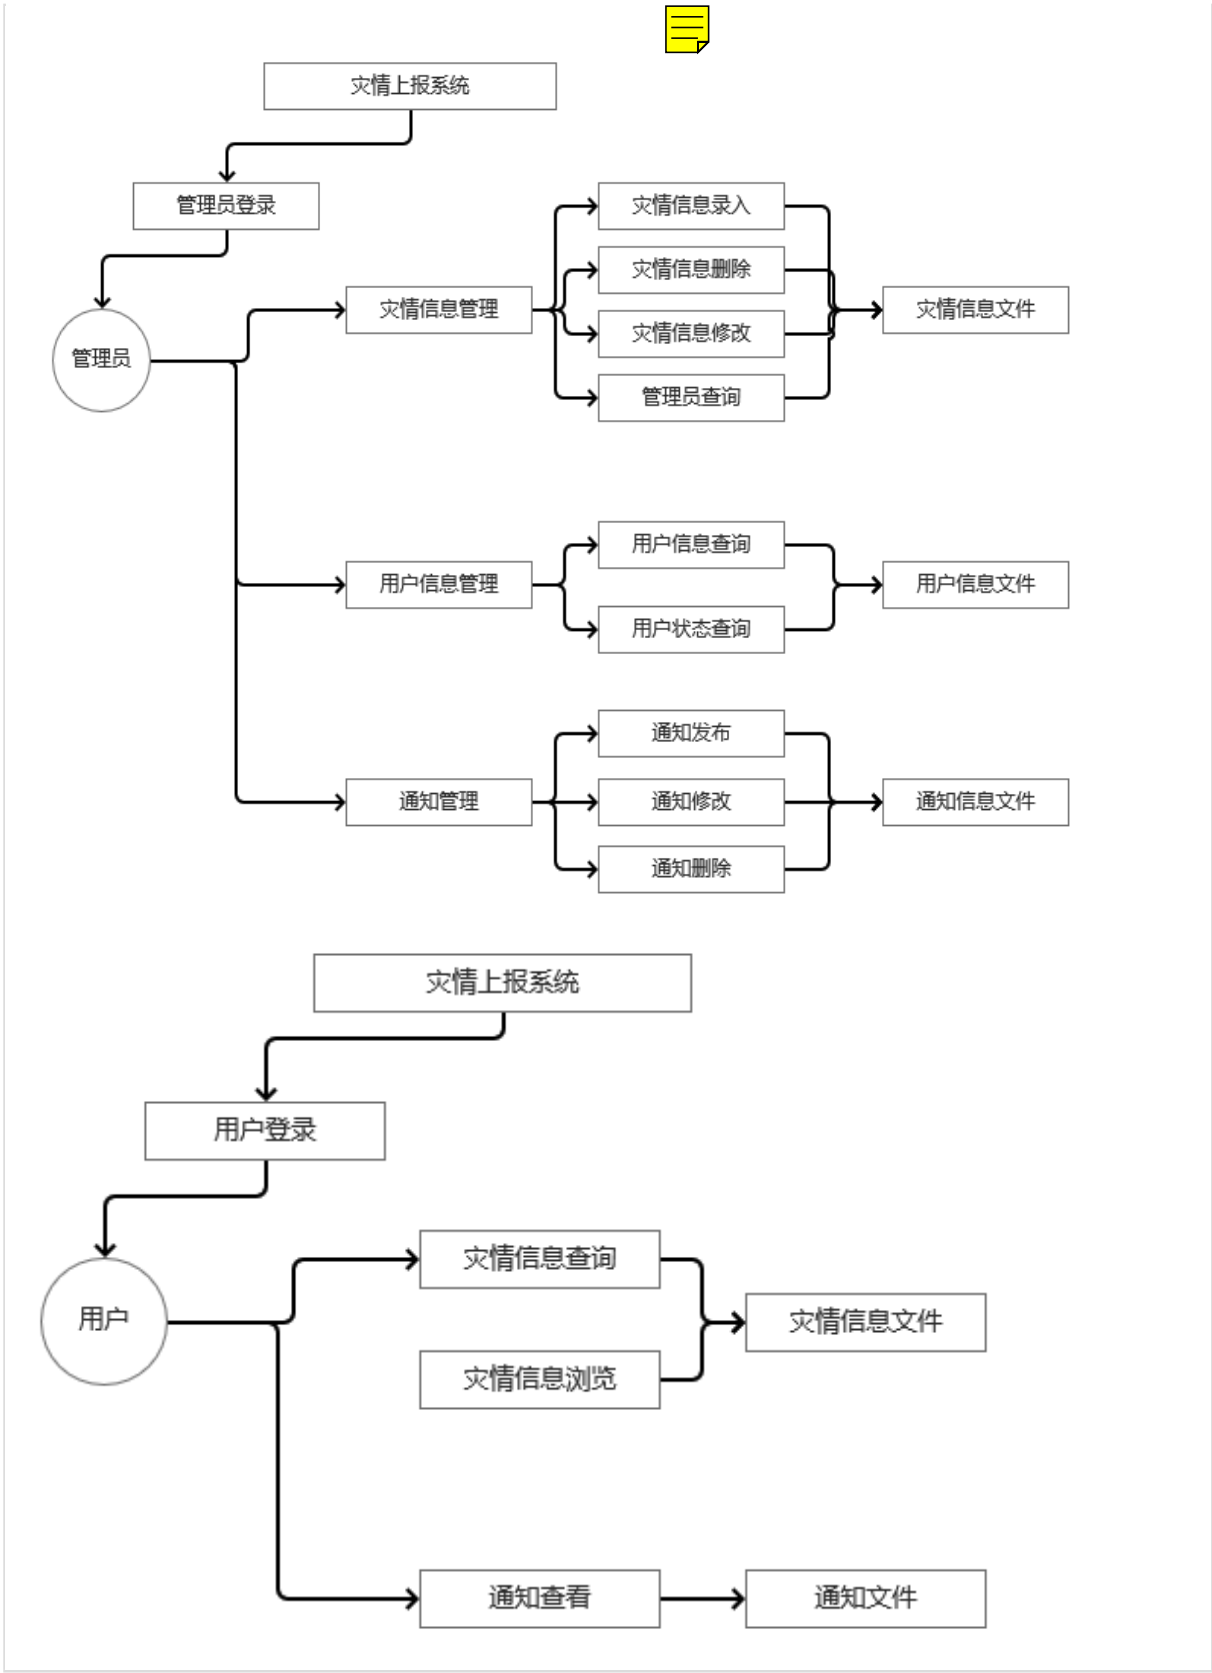 灾情上报系统
管理员登录
管理员
灾情信息管理
灾情信息录入
灾情信息删除
灾情信息修改
管理员查询
灾情信息文件
用户信息管理
用户信息查询
用户状态查询
用户信息文件
通知管理
通知发布
通知修改
通知删除
通知信息文件
灾情上报系统
用户登录
用户
灾情信息查询
灾情信息浏览
灾情信息文件
通知查看
通知文件